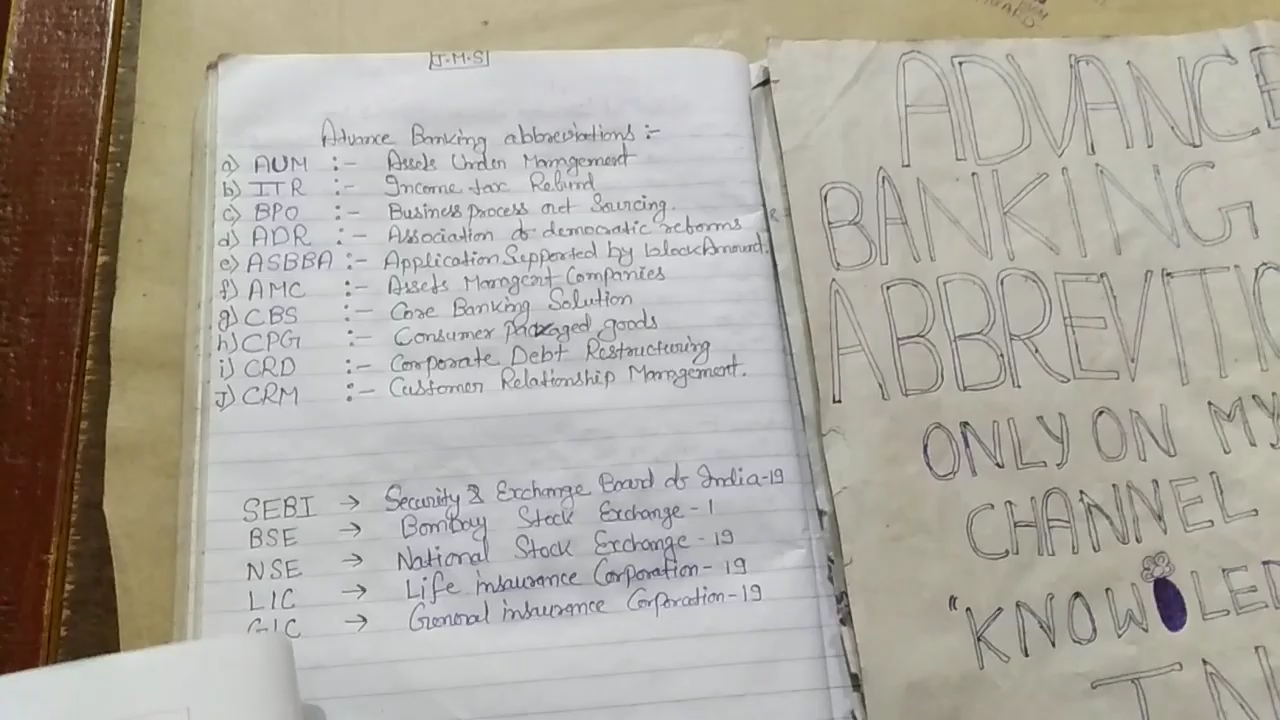 J.M.S
Advance Banking abbreviations :-
a) AUM :- Assets Under Management
b) ITR :- Income tax Refund
c) BPO :- Business process out Sourcing.
d) ADR :- Association of democratic reforms
e) ASBBA :- Application Supported by block Amount.
f) AMC :- Assets Mangent Companies
g) CBS :- Core Banking Solution
h) CPG :- Consumer packaged goods
i) CRD :- Corporate Debt Restructuring
J) CRM :- Customer Relationship Management.
SEBI → Security & Exchange Board of India-19
BSE → Bombay Stock Exchange - 1
NSE → National Stock Exchange - 19
LIC → Life insurance Corporation - 19
GIC → General insurance Corporation-19
ADVANCE
BANKING
ABBREVITIO
ONLY ON MY
CHANNEL
"KNOWLED
IN